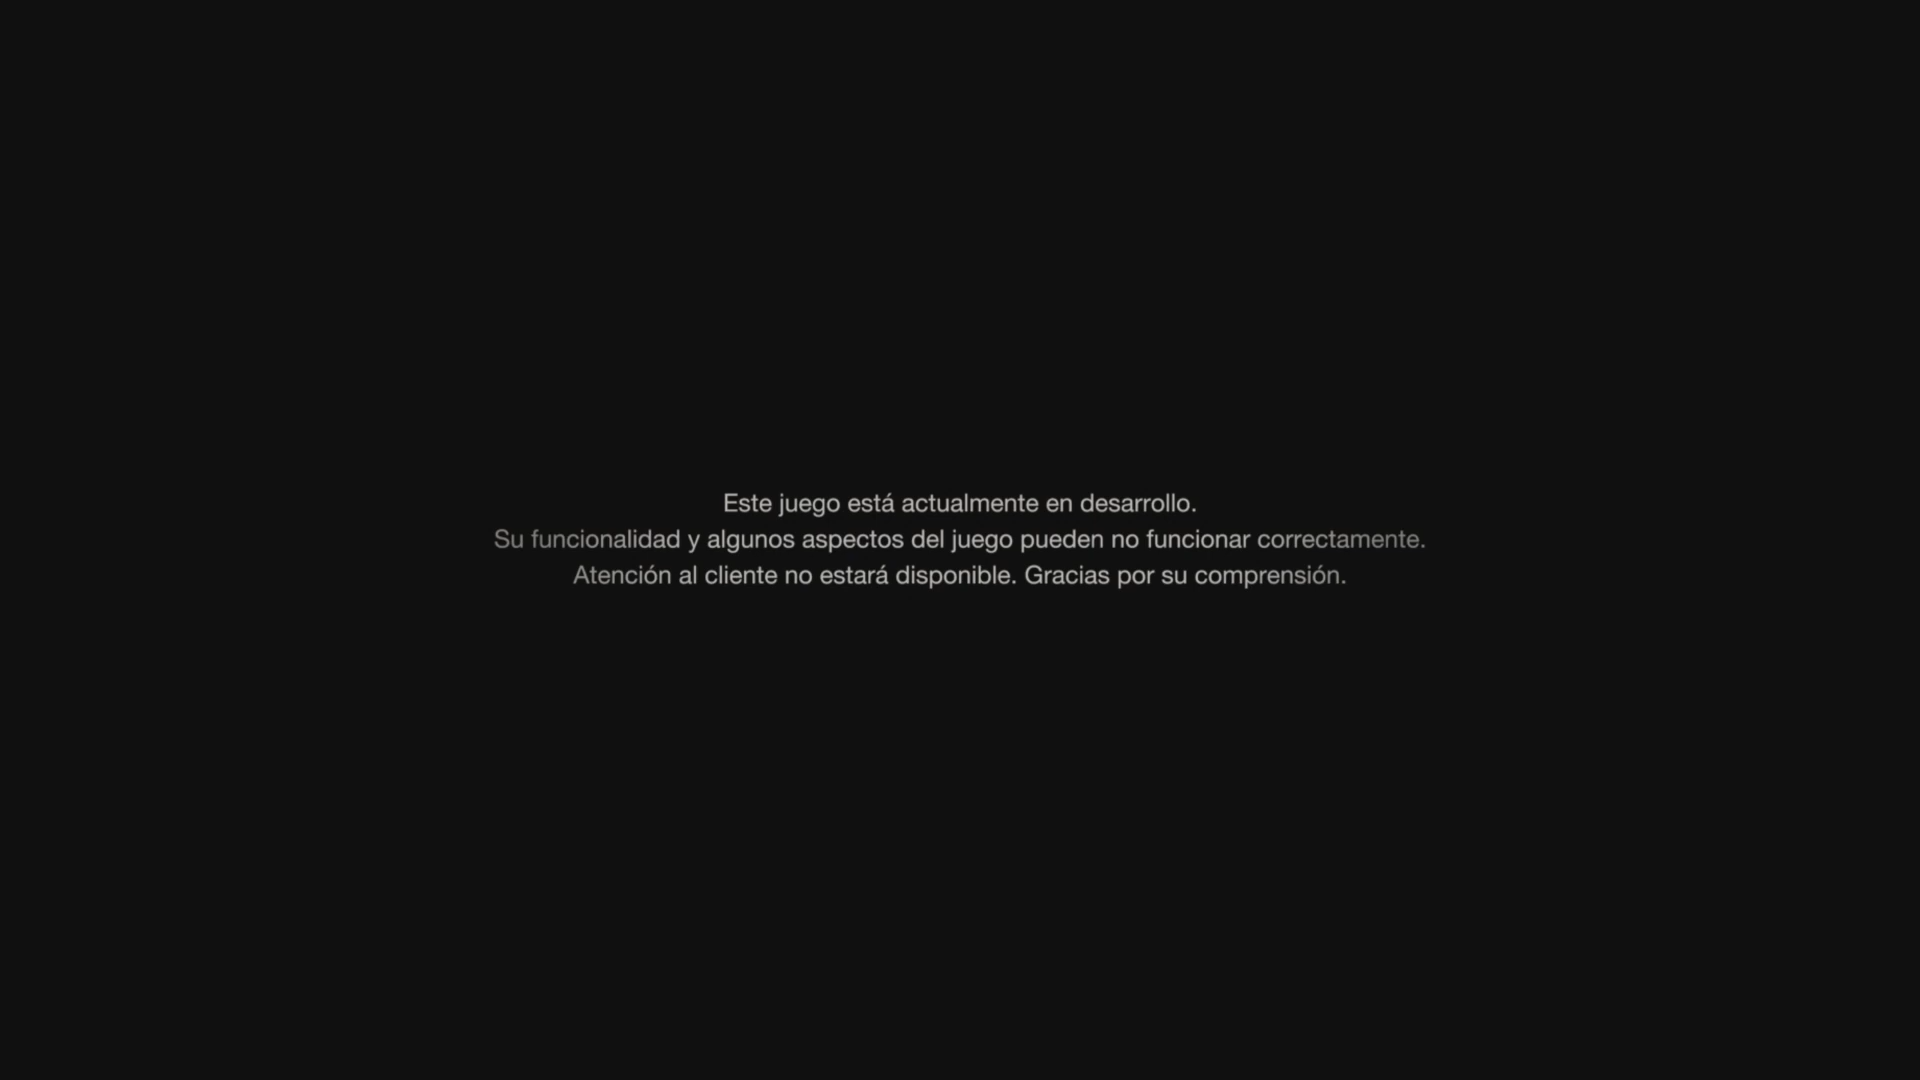 Este juego está actualmente en desarrollo.
Su funcionalidad y algunos aspectos del juego pueden no funcionar correctamente.
Atención al cliente no estará disponible. Gracias por su comprensión.